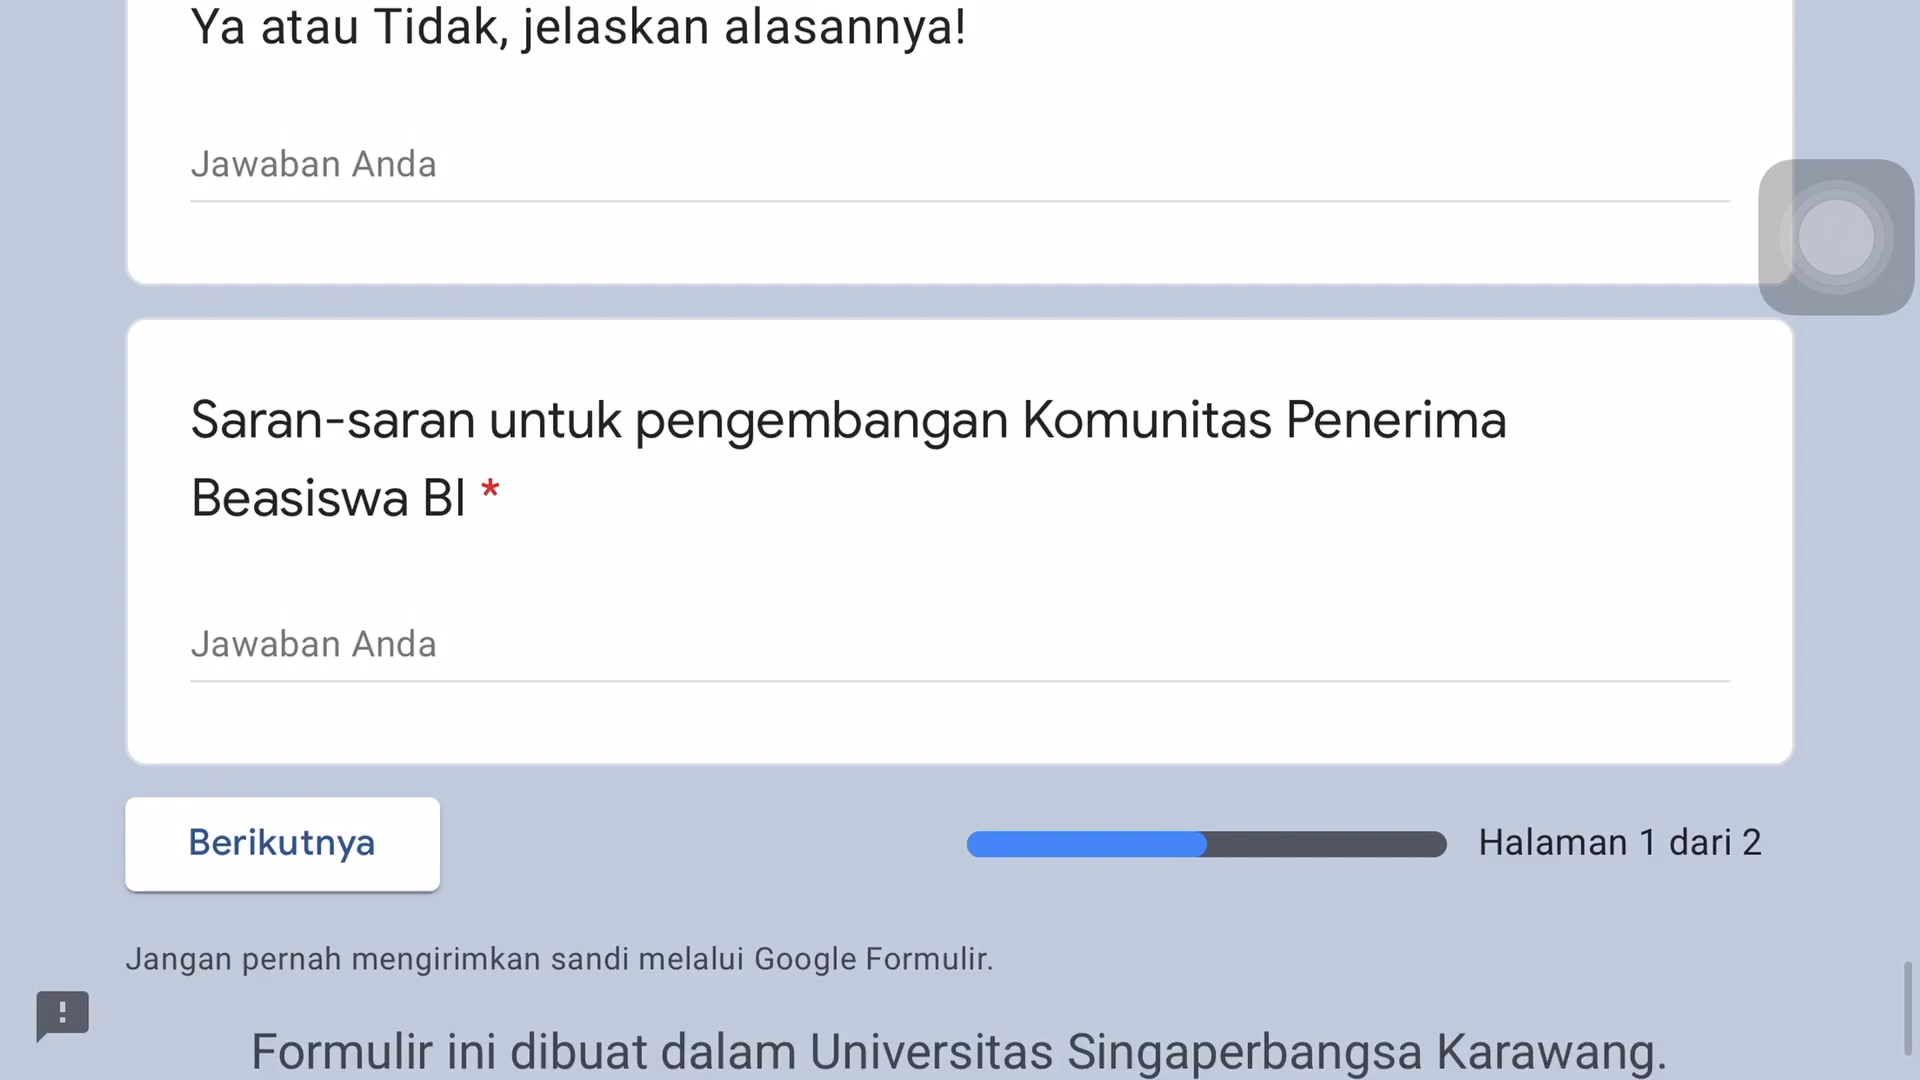 Ya atau Tidak, jelaskan alasannya!
Jawaban Anda
Saran-saran untuk pengembangan Komunitas Penerima
Beasiswa BI *
Jawaban Anda
Berikutnya
Halaman 1 dari 2
Jangan pernah mengirimkan sandi melalui Google Formulir.
Formulir ini dibuat dalam Universitas Singaperbangsa Karawang.